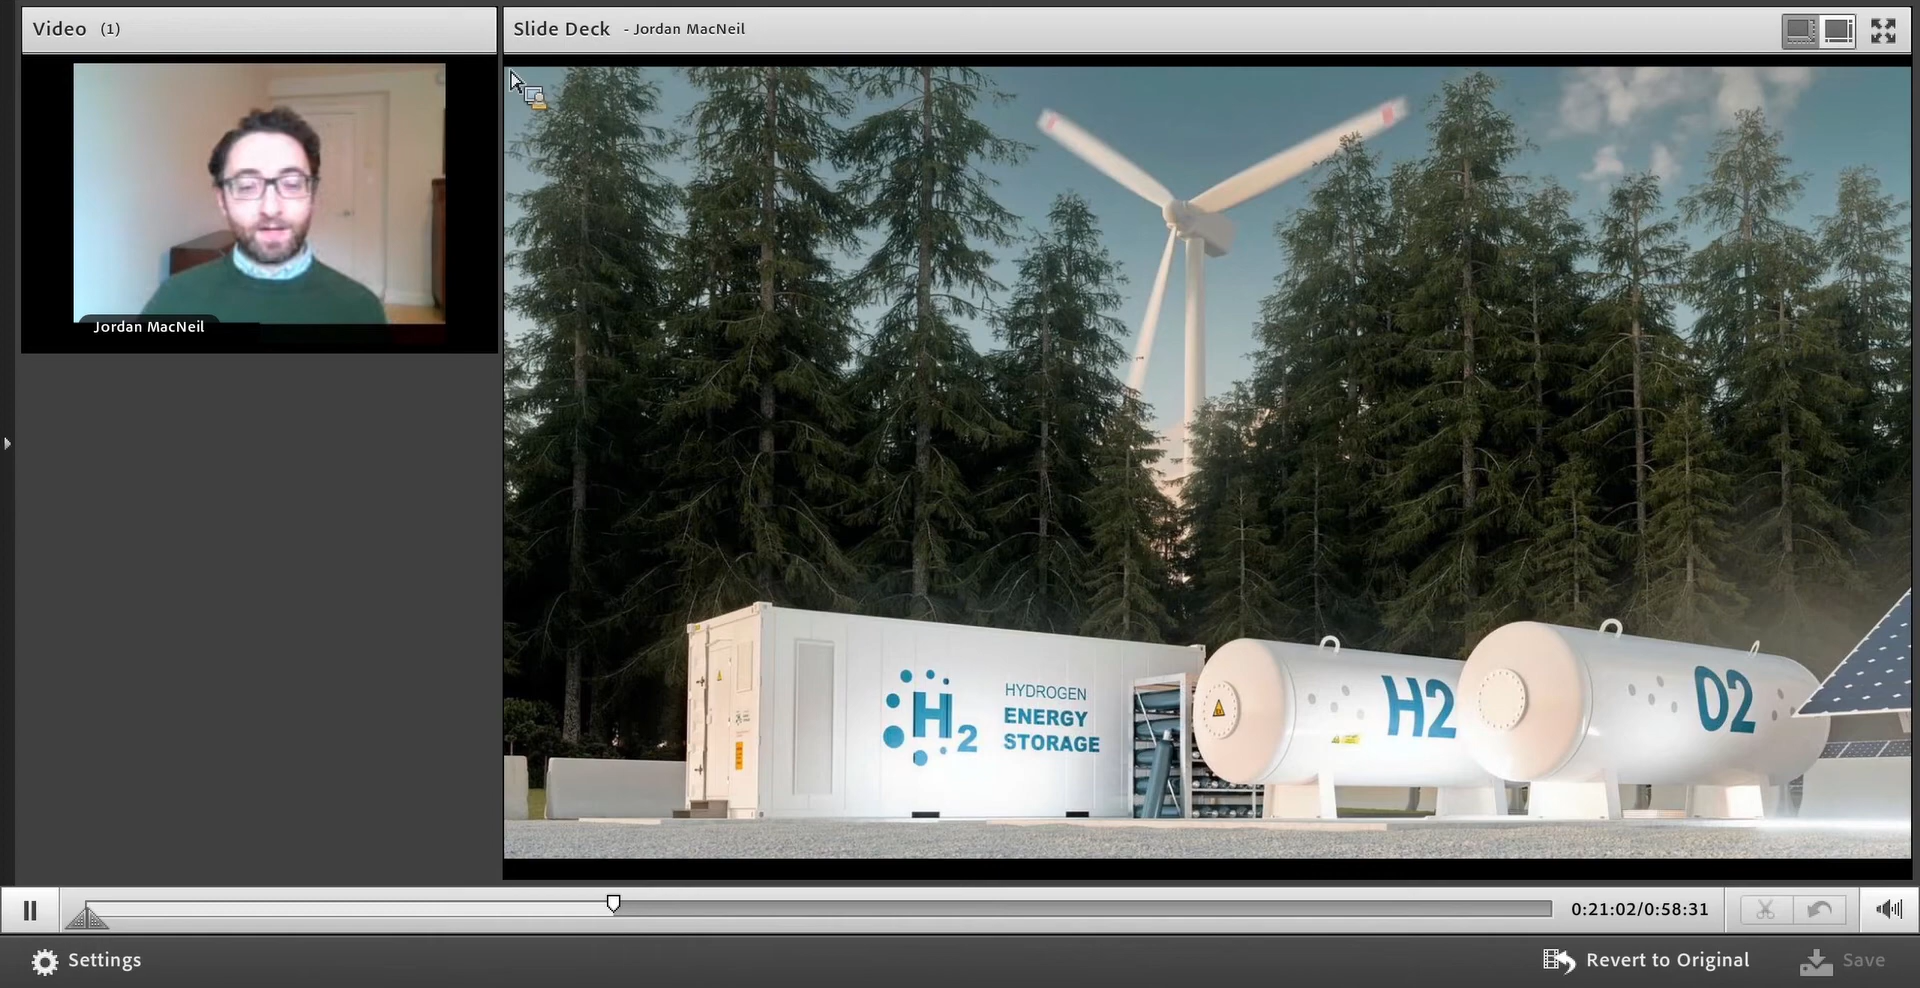 Video (1)
Slide Deck - Jordan MacNeil
Jordan MacNeil
H2
HYDROGEN
ENERGY
STORAGE
H2
O2
0:21:02/0:58:31
Settings
Revert to Original
Save